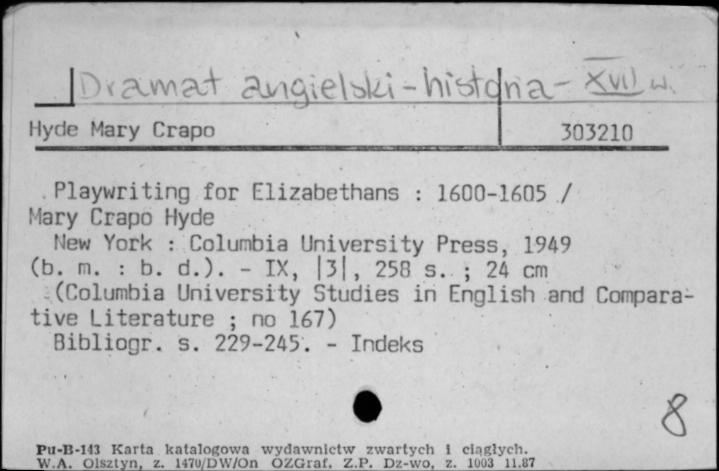 Dramat angielski - historia - XVII w.
Hyde Mary Crapo 303210
Playwriting for Elizabethans : 1600-1605 /
Mary Crapo Hyde
New York : Columbia University Press, 1949
(b. m. : b. d.). - IX, |3|, 258 s. ; 24 cm
(Columbia University Studies in English and Compara-
tive Literature ; no 167)
Bibliogr. s. 229-245. - Indeks
8
Pu-B-143 Karta katalogowa wydawnictw zwartych i ciągłych.
W.A. Olsztyn, z. 1470/DW/On OZGraf. Z.P. Dz-wo, z. 1003 11.87